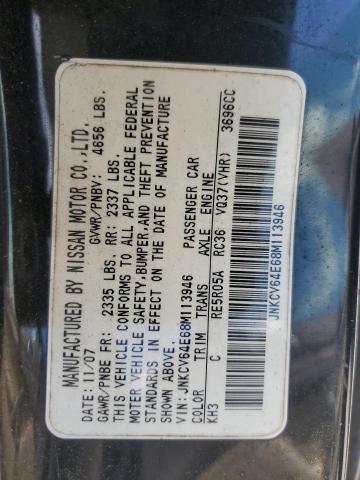 MANUFACTURED BY NISSAN MOTOR CO.,LTD.
DATE: 11/07 GVWR/PNBV: 4656 LBS.
GAWR/PNBE FR: 2335 LBS. RR: 2337 LBS.
THIS VEHICLE CONFORMS TO ALL APPLICABLE FEDERAL
MOTOR VEHICLE SAFETY,BUMPER,AND THEFT PREVENTION
STANDARDS IN EFFECT ON THE DATE OF MANUFACTURE
SHOWN ABOVE.
VIN: JNKCV64E68M113946 PASSENGER CAR
COLOR TRIM TRANS AXLE ENGINE
KH3 C RE5R05A RC36 VQ37(VHR) 3696CC
JNKCV64E68M113946